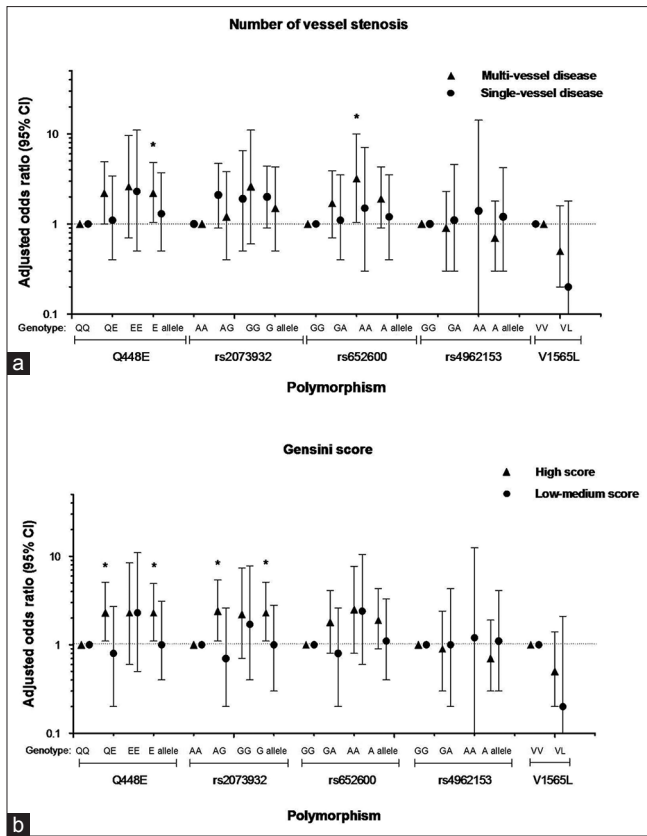 Number of vessel stenosis
Multi-vessel disease
Single-vessel disease
Adjusted odds ratio (95% CI)
10
1
0.1
* *
Genotype: QQ QE EE E allele AA AG GG G allele GG GA AA A allele GG GA AA A allele VV VL
Q448E rs2073932 rs652600 rs4962153 V1565L
a
Polymorphism
Gensini score
High score
Low-medium score
Adjusted odds ratio (95% CI)
10
1
0.1
* * * *
Genotype: QQ QE EE E allele AA AG GG G allele GG GA AA A allele GG GA AA A allele VV VL
Q448E rs2073932 rs652600 rs4962153 V1565L
b
Polymorphism